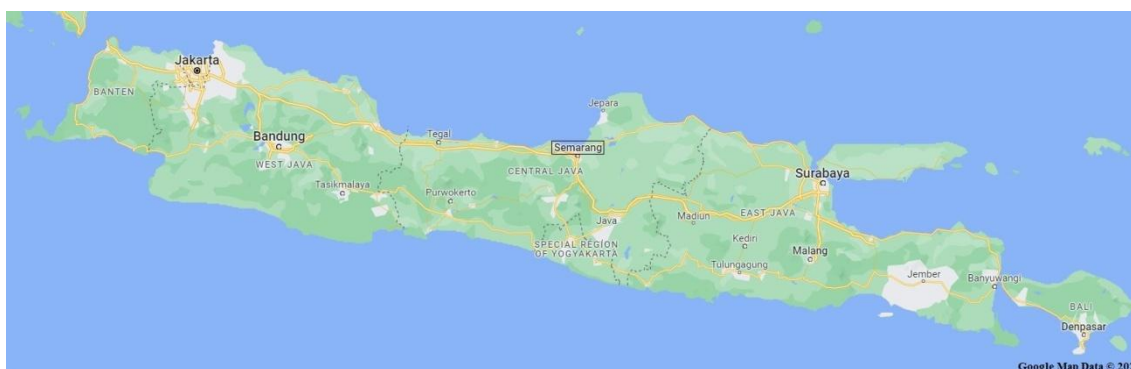 Jakarta
BANTEN
Bandung
WEST JAVA
Tasikmalaya
Tegal
Purwokerto
Jepara
Semarang
CENTRAL JAVA
Java
SPECIAL REGION
OF YOGYAKARTA
Madiun
EAST JAVA
Surabaya
Kediri
Tulungagung
Malang
Jember
Banyuwangi
BALI
Denpasar
Google Map Data ©